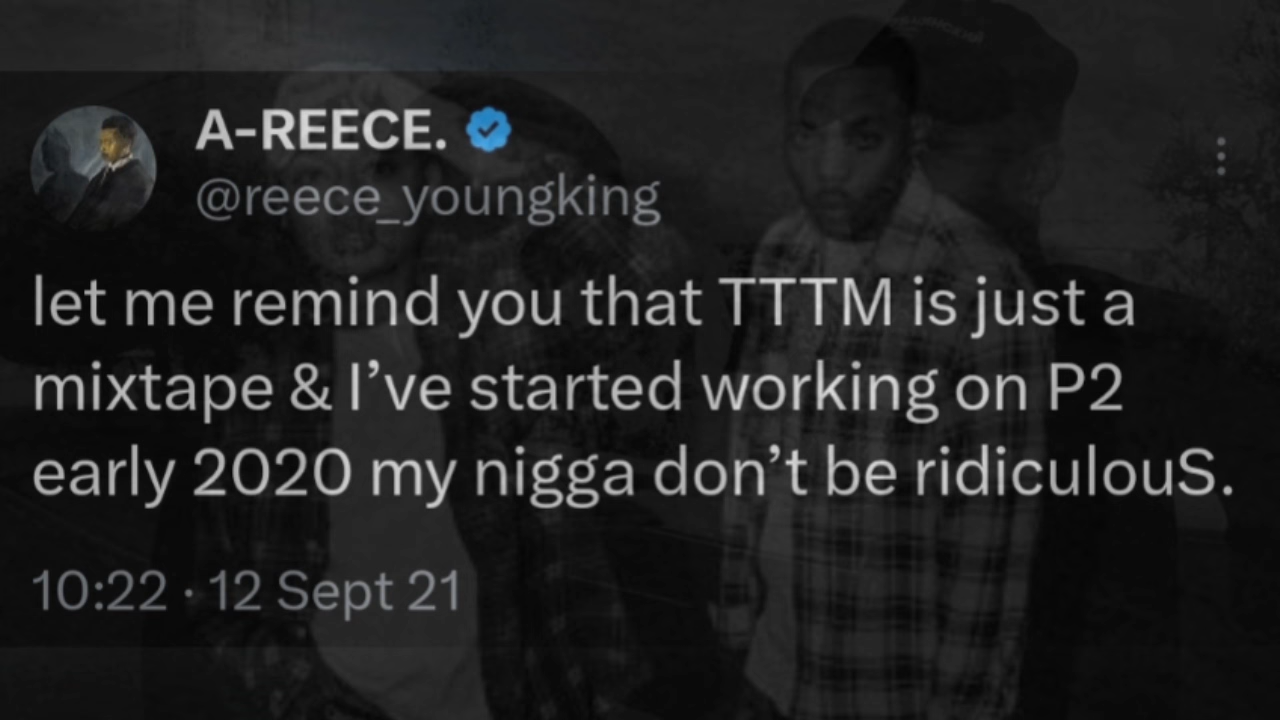 A-REECE.
@reece_youngking
let me remind you that TTTM is just a
mixtape & I’ve started working on P2
early 2020 my nigga don’t be ridiculouS.
10:22 · 12 Sept 21